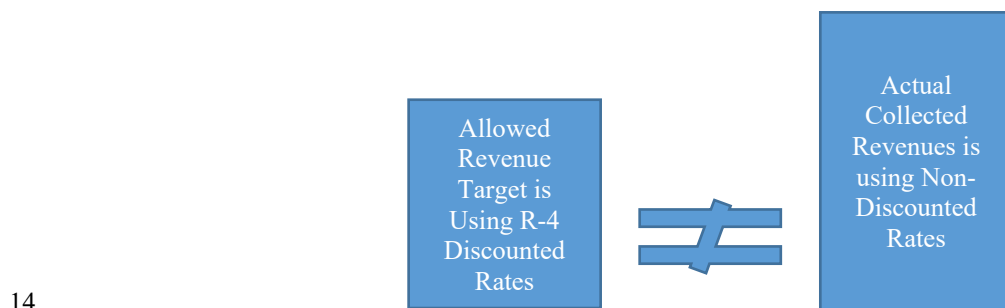 Allowed
Revenue
Target is
Using R-4
Discounted
Rates
Actual
Collected
Revenues is
using Non-
Discounted
Rates
14